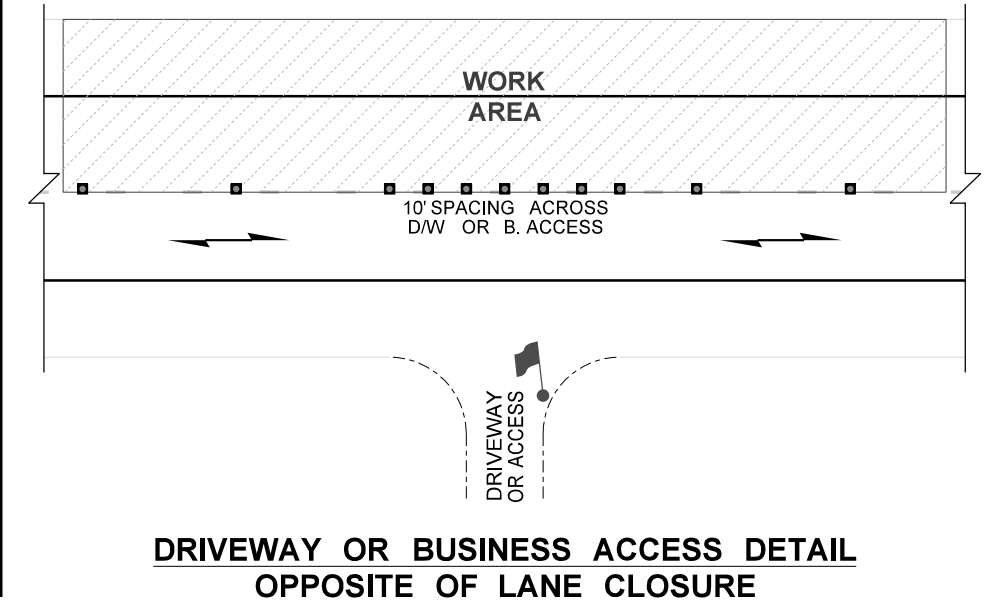 WORK
AREA
10' SPACING ACROSS
D/W OR B. ACCESS
DRIVEWAY
OR ACCESS
DRIVEWAY OR BUSINESS ACCESS DETAIL
OPPOSITE OF LANE CLOSURE